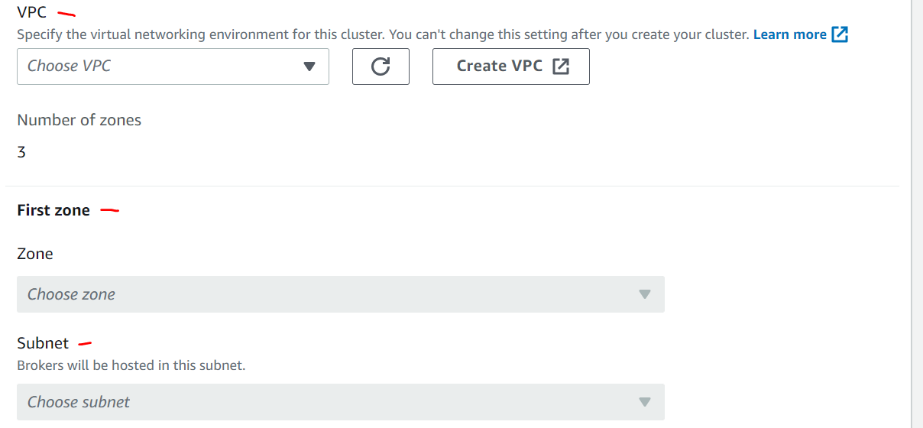 VPC
Specify the virtual networking environment for this cluster. You can't change this setting after you create your cluster. Learn more
Choose VPC
Create VPC
Number of zones
3
First zone
Zone
Choose zone
Subnet
Brokers will be hosted in this subnet.
Choose subnet